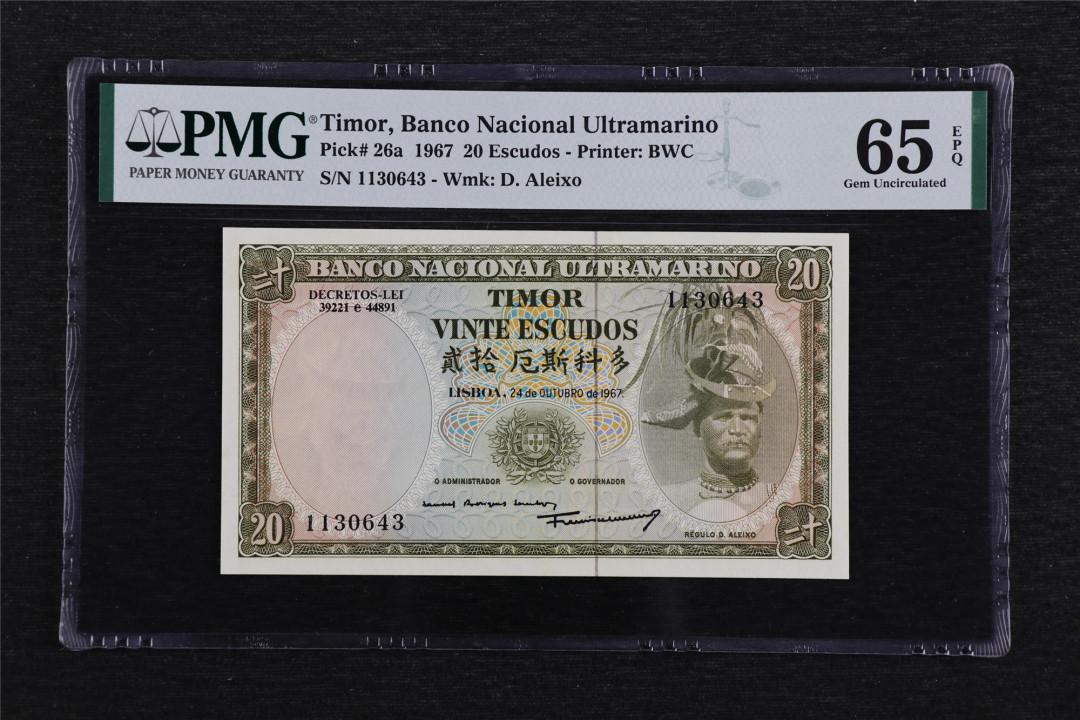 PMG®
PAPER MONEY GUARANTY
Timor, Banco Nacional Ultramarino
Pick# 26a 1967 20 Escudos - Printer: BWC
S/N 1130643 - Wmk: D. Aleixo
65 EPQ
Gem Uncirculated
二十 BANCO NACIONAL ULTRAMARINO 20
DECRETOS-LEI
39221 e 44891
TIMOR
1130643
VINTE ESCUDOS
貳拾 厄斯科多
LISBOA, 24 de OUTUBRO de 1967.
O ADMINISTRADOR
O GOVERNADOR
20 1130643
RÉGULO D. ALEIXO
二十